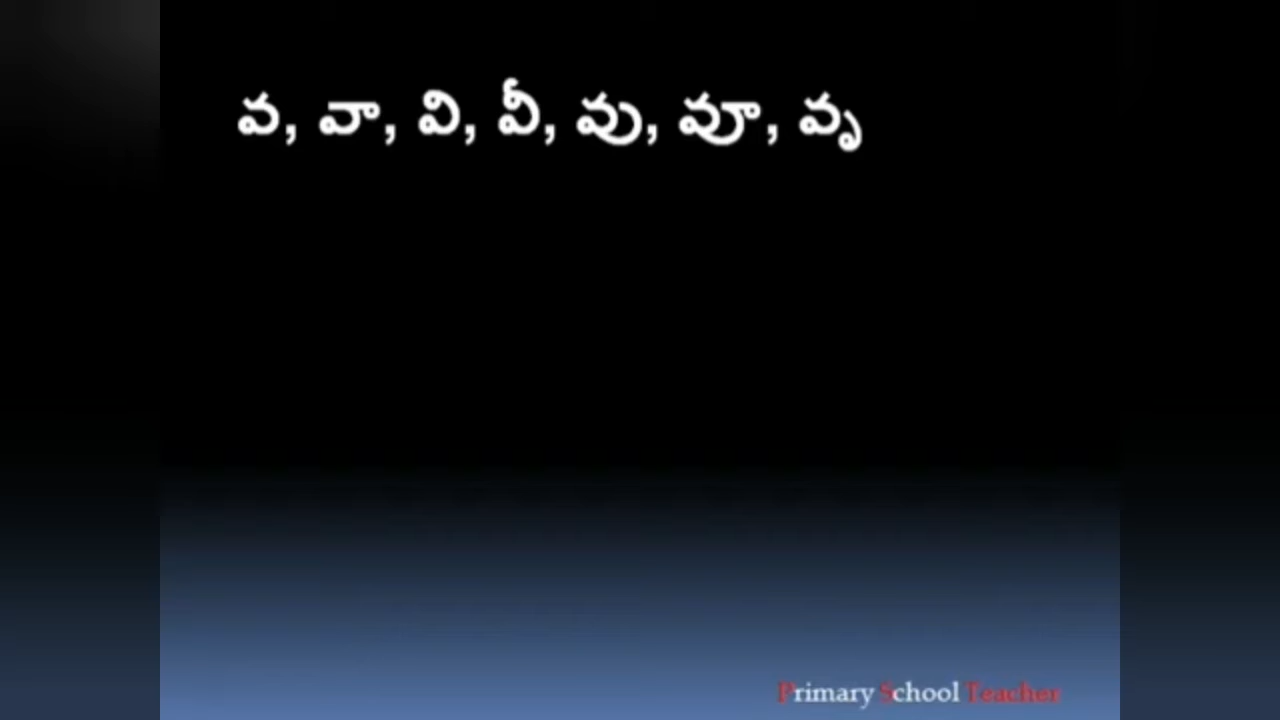 వ, వా, వి, వీ, వు, వూ, వృ
Primary School Teacher